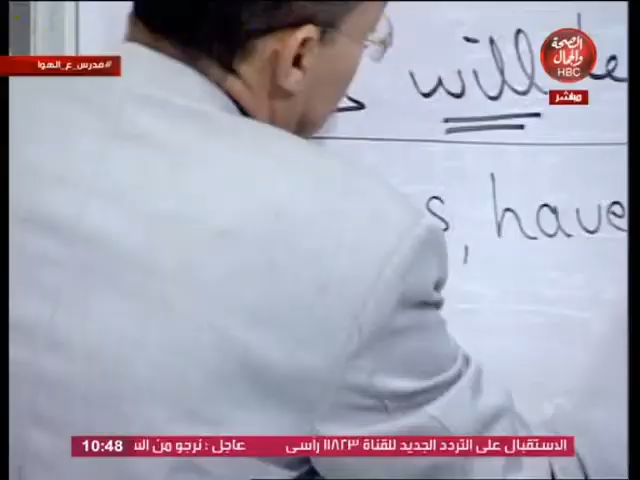 #مدرس_ع_الهوا
الصحة والجمال
HBC
مباشر
will
s, have
10:48 الاستقبال على التردد الجديد للقناة ١١٨٢٣ رأسى عاجل : نرجو من الس